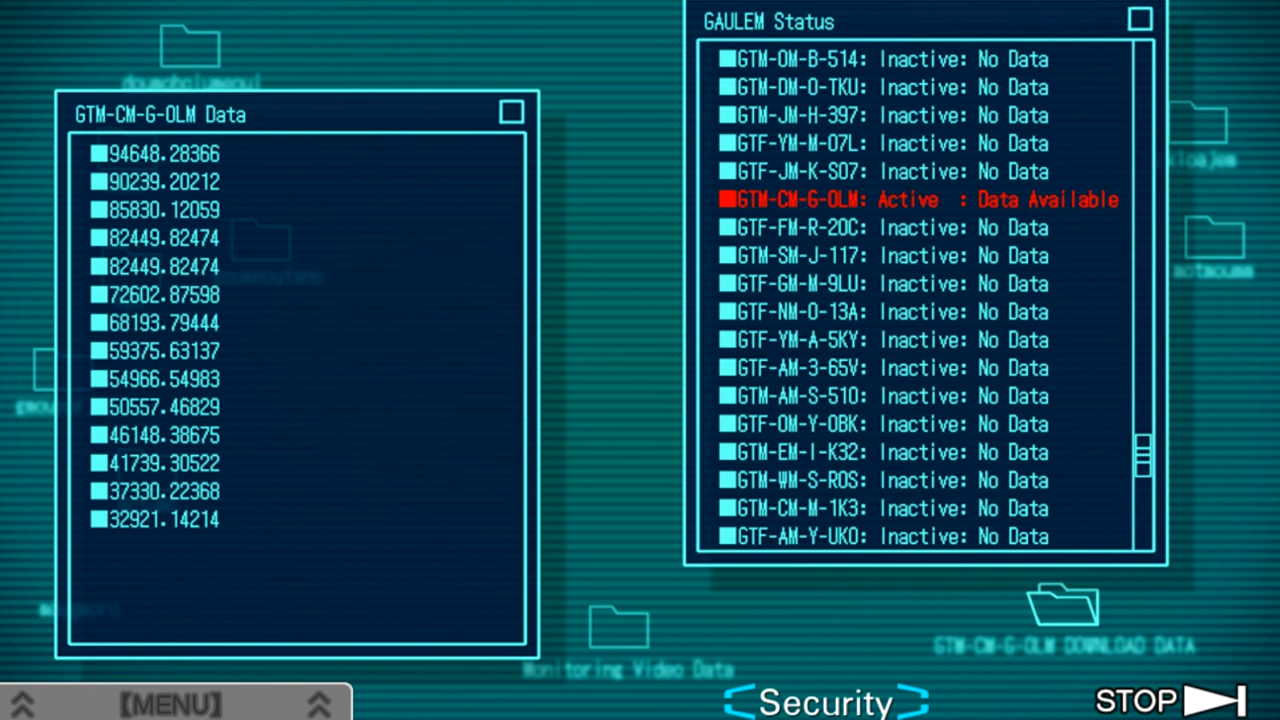 GTM-CM-G-OLM Data
94648.28366
90239.20212
85830.12059
82449.82474
82449.82474
72602.87598
68193.79444
59375.63137
54966.54983
50557.46829
46148.38675
41739.30522
37330.22368
32921.14214
GAULEM Status
GTM-OM-B-514: Inactive: No Data
GTM-DM-O-TKU: Inactive: No Data
GTM-JM-H-397: Inactive: No Data
GTF-YM-M-07L: Inactive: No Data
GTF-JM-K-S07: Inactive: No Data
GTM-CM-G-OLM: Active : Data Available
GTF-FM-R-20C: Inactive: No Data
GTM-SM-J-117: Inactive: No Data
GTF-GM-M-9LU: Inactive: No Data
GTF-NM-O-13A: Inactive: No Data
GTF-YM-A-5KY: Inactive: No Data
GTF-AM-3-65V: Inactive: No Data
GTM-AM-S-510: Inactive: No Data
GTF-OM-Y-OBK: Inactive: No Data
GTM-EM-I-K32: Inactive: No Data
GTM-WM-S-ROS: Inactive: No Data
GTM-CM-M-1K3: Inactive: No Data
GTF-AM-Y-UKO: Inactive: No Data
GTM-CM-G-OLM DOWNLOAD DATA
Monitoring Video Data
【MENU】
Security
STOP